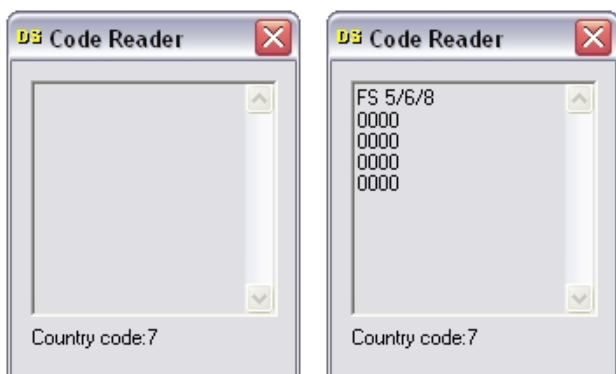 DS Code Reader
Country code:7
DS Code Reader
FS 5/6/8
0000
0000
0000
0000
Country code:7